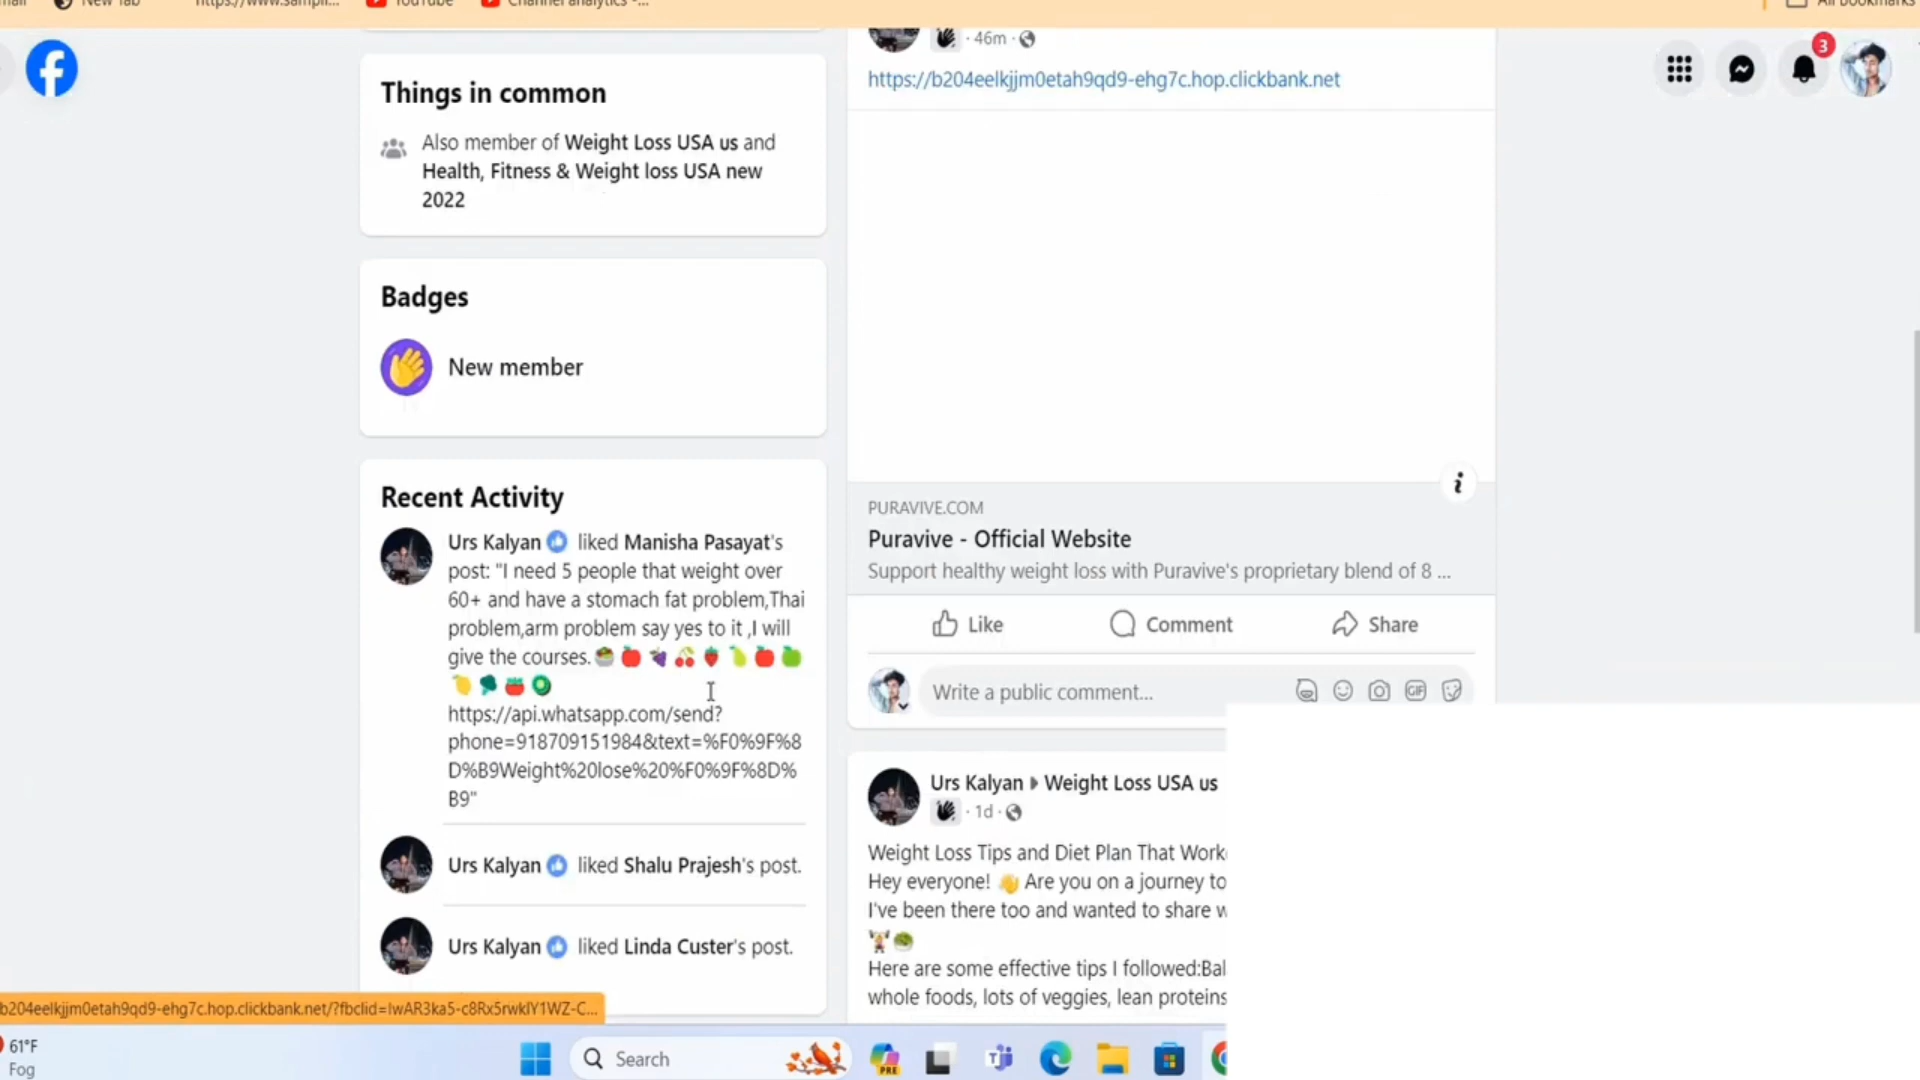 New Tab
https://www.sampli...
YouTube
Channel analytics -...
All Bookmarks
3
Things in common
Also member of Weight Loss USA us and
Health, Fitness & Weight loss USA new
2022
Badges
New member
Recent Activity
Urs Kalyan liked Manisha Pasayat's
post: "I need 5 people that weight over
60+ and have a stomach fat problem,Thai
problem,arm problem say yes to it ,I will
give the courses.
https://api.whatsapp.com/send?
phone=918709151984&text=%F0%9F%8
D%B9Weight%20lose%20%F0%9F%8D%
B9"
Urs Kalyan liked Shalu Prajesh's post.
Urs Kalyan liked Linda Custer's post.
· 46m ·
https://b204eelkjjm0etah9qd9-ehg7c.hop.clickbank.net
PURAVIVE.COM
Puravive - Official Website
Support healthy weight loss with Puravive's proprietary blend of 8 ...
Like Comment Share
Write a public comment...
GIF
Urs Kalyan Weight Loss USA us
· 1d ·
Weight Loss Tips and Diet Plan That Work
Hey everyone! Are you on a journey to
I've been there too and wanted to share w
Here are some effective tips I followed:Bal
whole foods, lots of veggies, lean proteins
b204eelkjjm0etah9qd9-ehg7c.hop.clickbank.net/?fbclid=IwAR3ka5-c8Rx5rwkIY1WZ-C...
61°F
Fog
Search
PRE